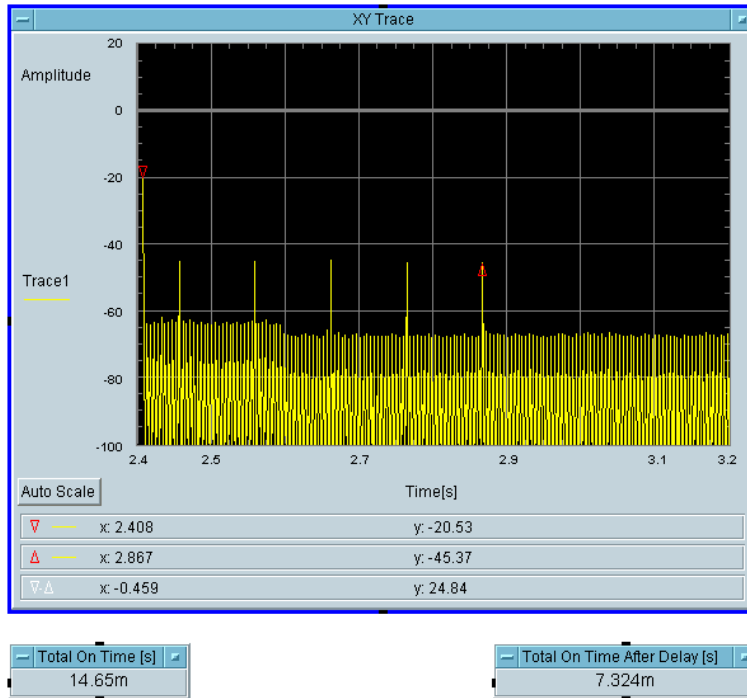 XY Trace
Amplitude
20
0
-20
-40
-60
-80
-100
Trace1
2.4 2.5 2.7 2.9 3.1 3.2
Auto Scale
Time[s]
x: 2.408 y: -20.53
x: 2.867 y: -45.37
x: -0.459 y: 24.84
Total On Time [s]
14.65m
Total On Time After Delay [s]
7.324m